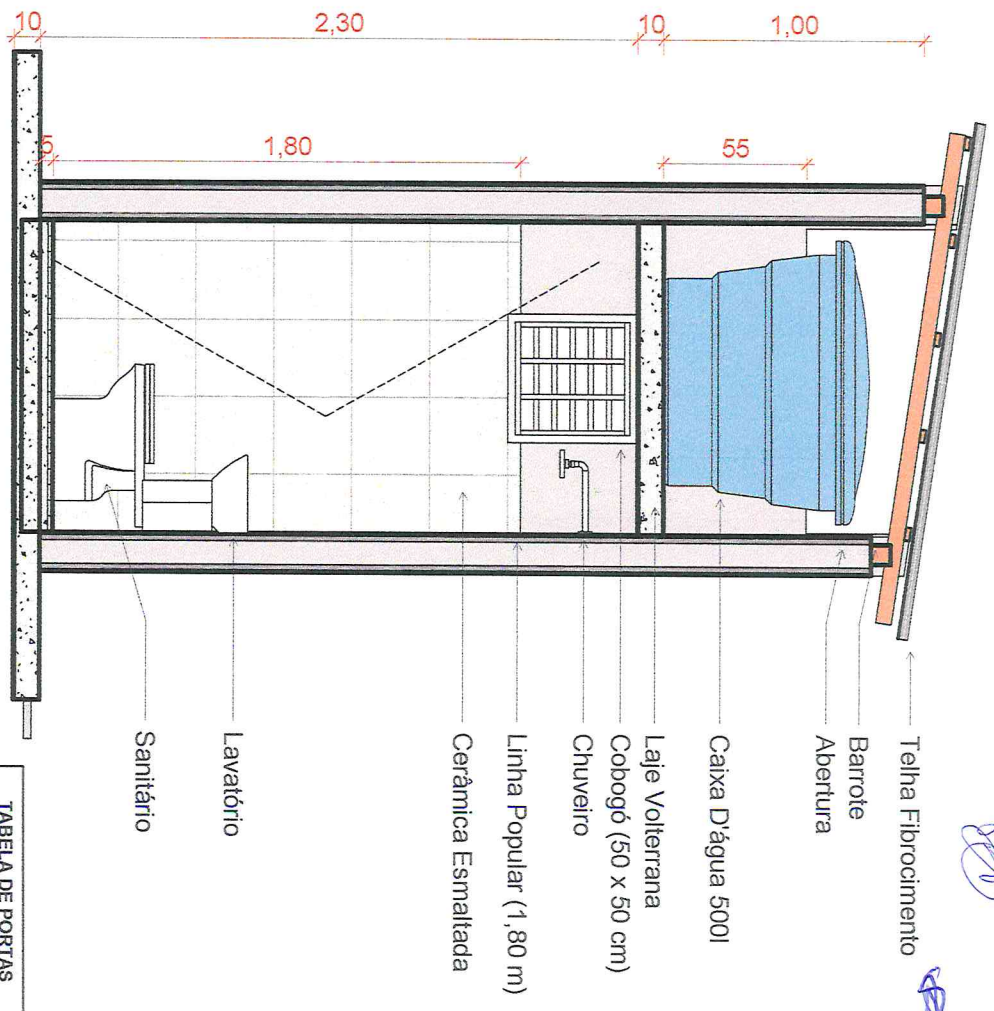 10
2,30
10
1,00
5
1,80
55
Telha Fibrocimento
Barrote
Abertura
Caixa D'água 500l
Laje Volterrana
Cobogó (50 x 50 cm)
Chuveiro
Linha Popular (1,80 m)
Cerâmica Esmaltada
Lavatório
Sanitário
TABELA DE PORTAS